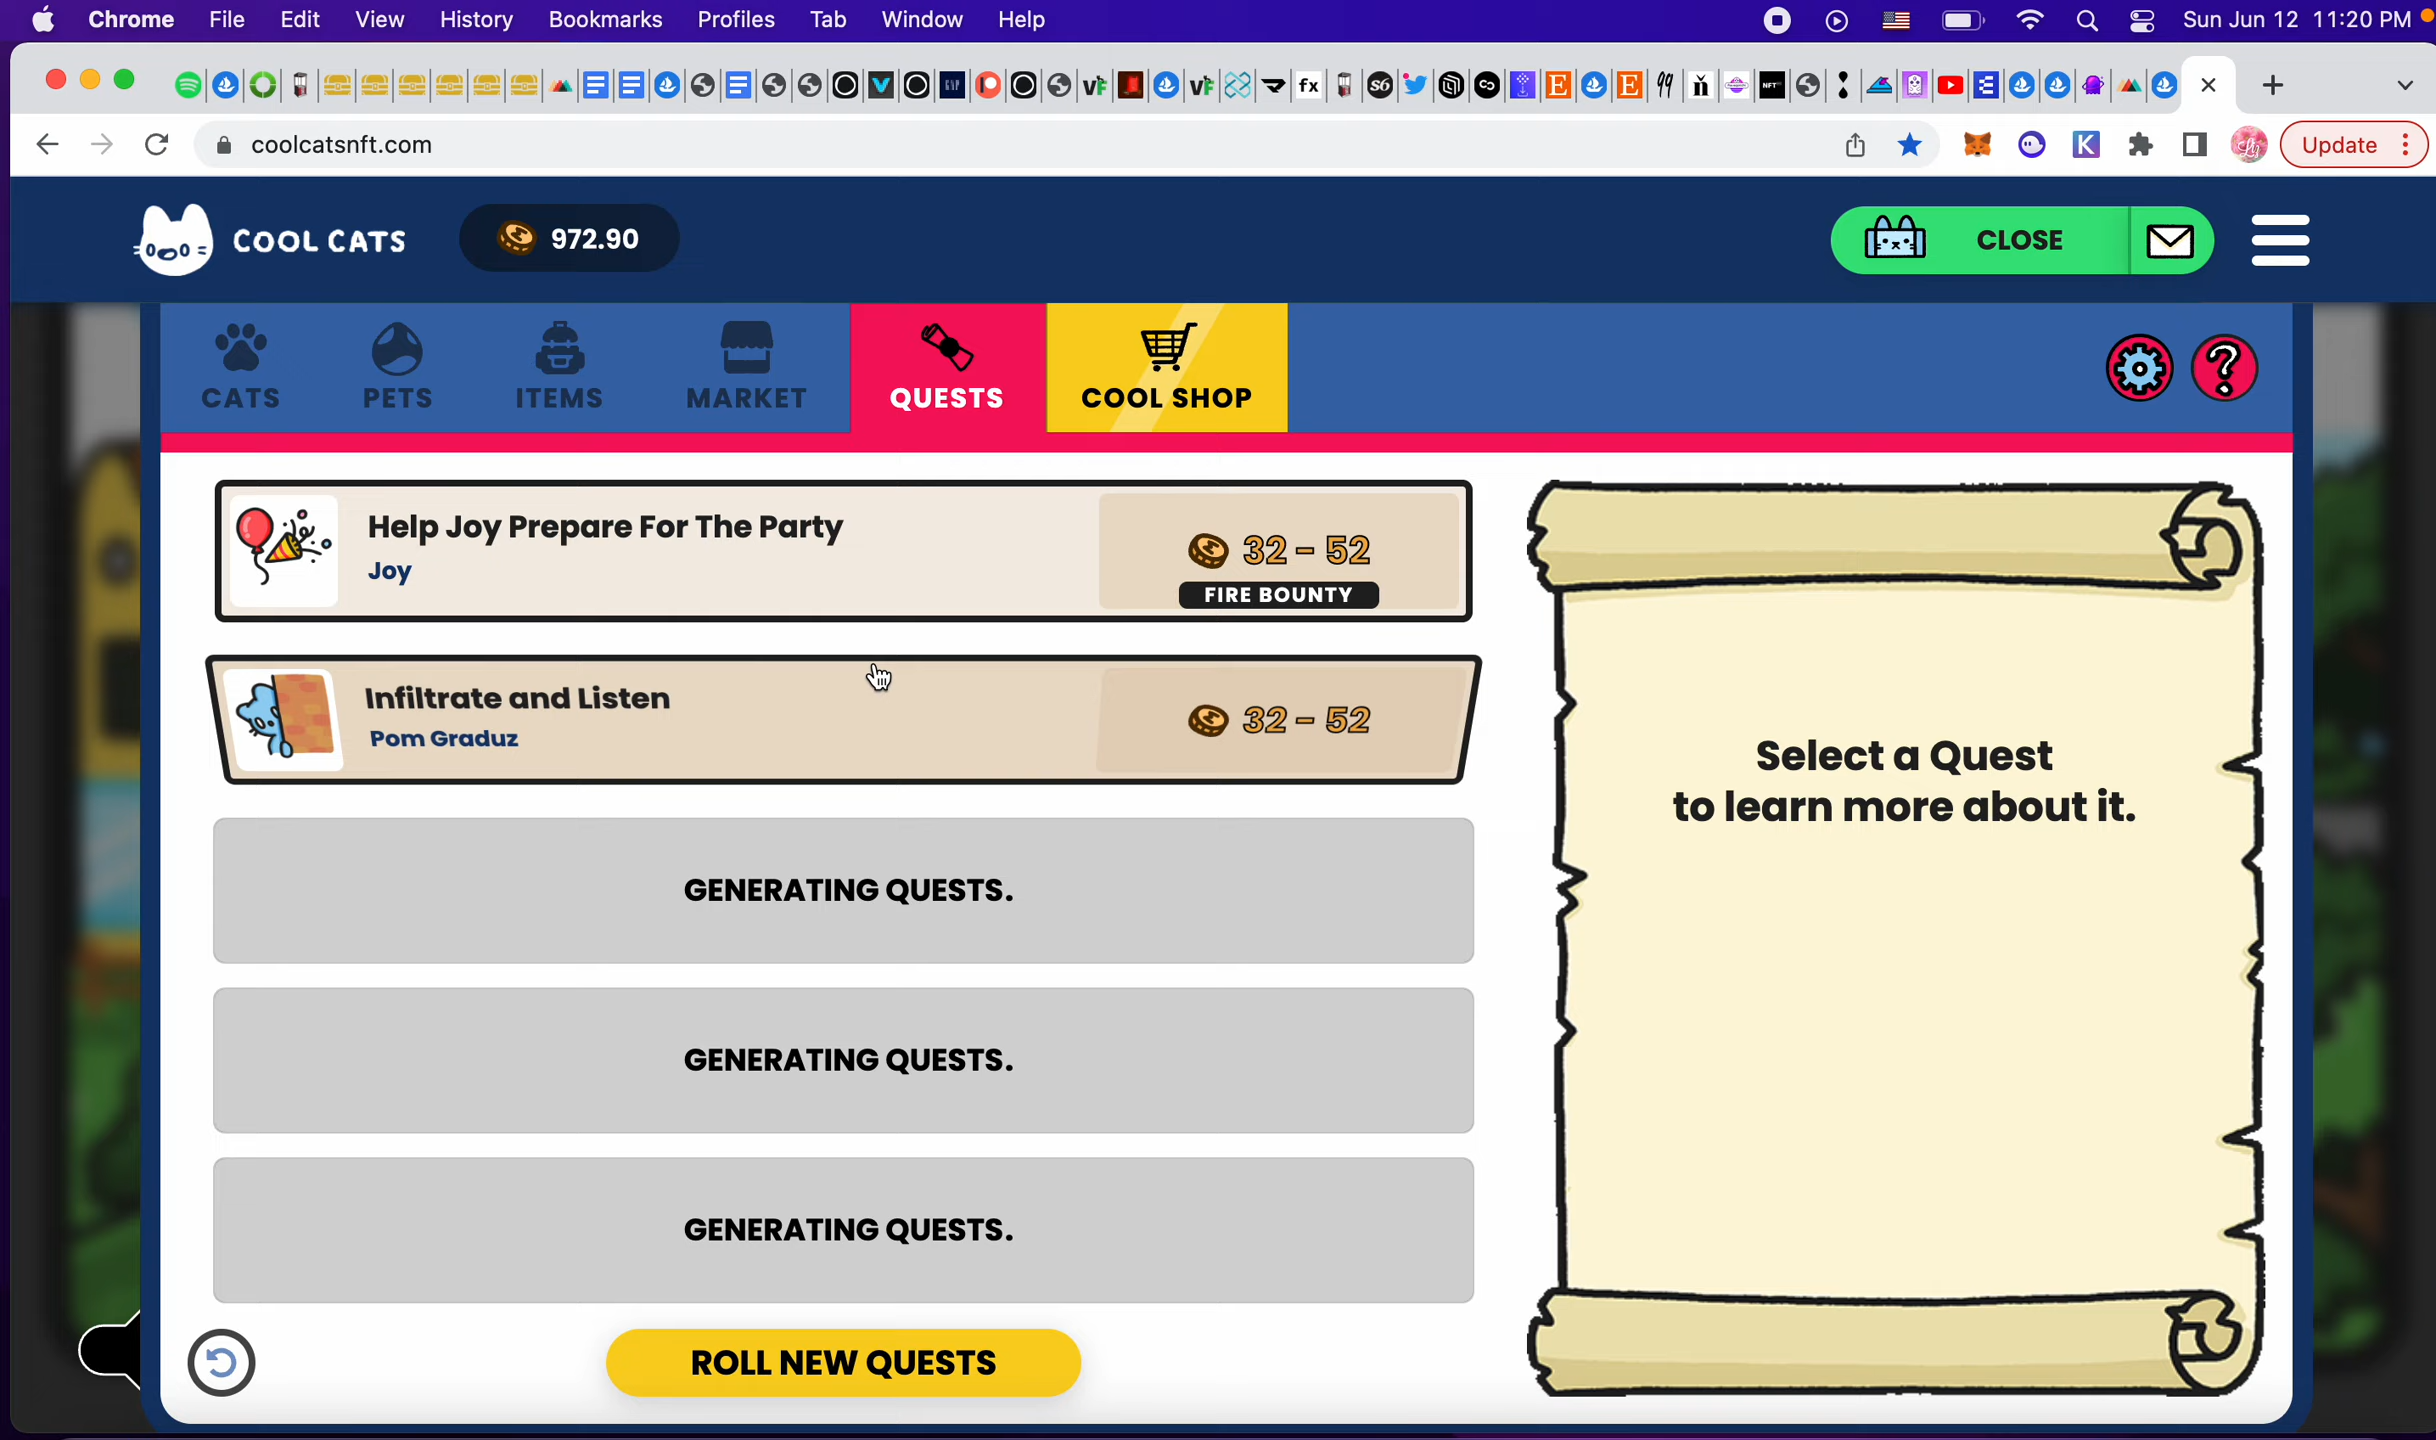 Chrome File Edit View History Bookmarks Profiles Tab Window Help Sun Jun 12 11:20 PM
coolcatsnft.com Update
COOL CATS 972.90 CLOSE
CATS PETS ITEMS MARKET QUESTS COOL SHOP
Help Joy Prepare For The Party
Joy
32 – 52
FIRE BOUNTY
Infiltrate and Listen
Pom Graduz
32 – 52
GENERATING QUESTS.
GENERATING QUESTS.
GENERATING QUESTS.
ROLL NEW QUESTS
Select a Quest
to learn more about it.